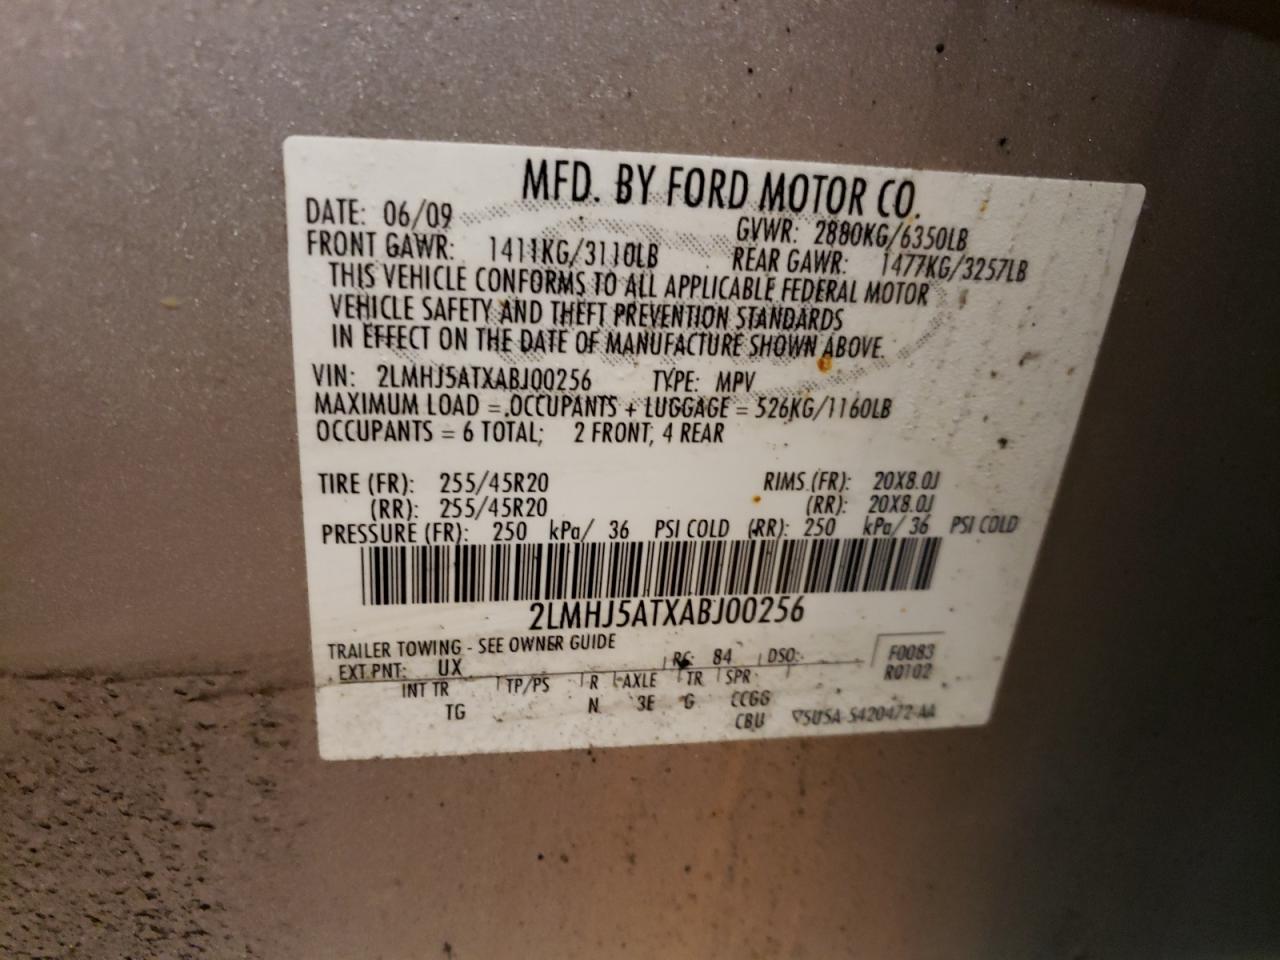 MFD. BY FORD MOTOR CO.
DATE: 06/09 GVWR: 2880KG/6350LB
FRONT GAWR: 1411KG/3110LB REAR GAWR: 1477KG/3257LB
THIS VEHICLE CONFORMS TO ALL APPLICABLE FEDERAL MOTOR
VEHICLE SAFETY AND THEFT PREVENTION STANDARDS
IN EFFECT ON THE DATE OF MANUFACTURE SHOWN ABOVE.
VIN: 2LMHJ5ATXABJ00256 TYPE: MPV
MAXIMUM LOAD = OCCUPANTS + LUGGAGE = 526KG/1160LB
OCCUPANTS = 6 TOTAL; 2 FRONT, 4 REAR
TIRE (FR): 255/45R20 RIMS (FR): 20X8.0J
(RR): 255/45R20 (RR): 20X8.0J
PRESSURE (FR): 250 kPa/ 36 PSI COLD (RR): 250 kPa/ 36 PSI COLD
2LMHJ5ATXABJ00256
TRAILER TOWING - SEE OWNER GUIDE
EXT PNT: UX RC: 84 DSO: F0083
R0102
INT TR TP/PS R AXLE TR SPR
TG N 3E G CCGG
CBU ▽SUSA S420472-AA